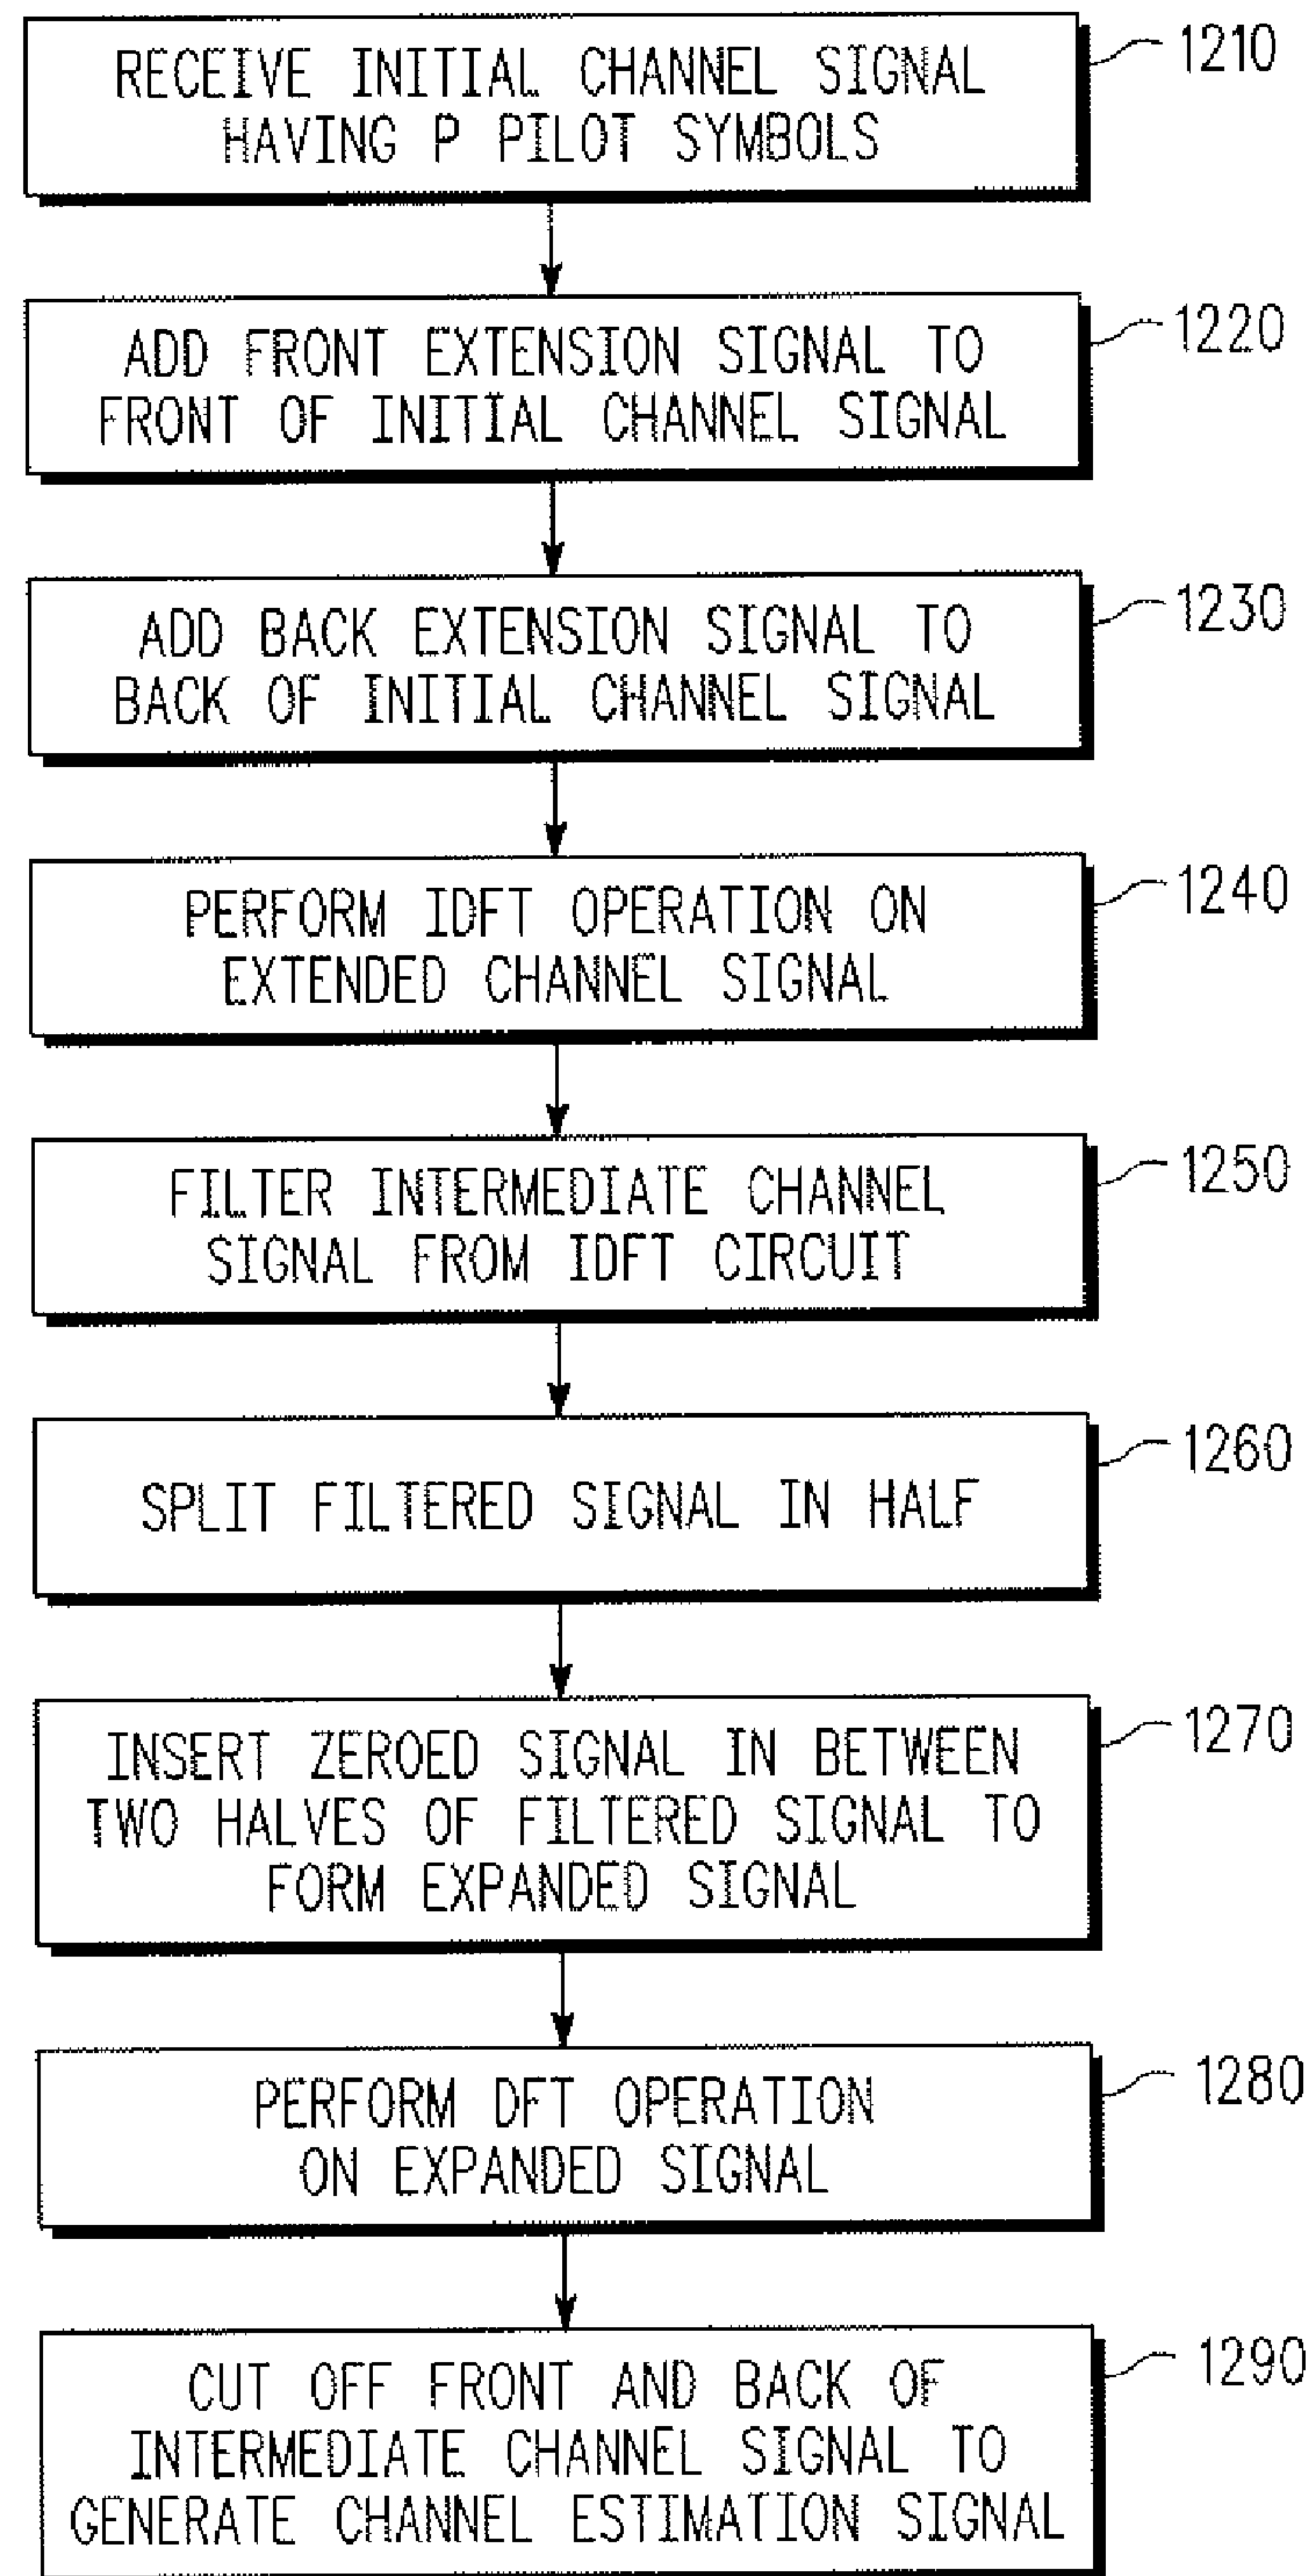 RECEIVE INITIAL CHANNEL SIGNAL
HAVING P PILOT SYMBOLS
1210
ADD FRONT EXTENSION SIGNAL TO
FRONT OF INITIAL CHANNEL SIGNAL
1220
ADD BACK EXTENSION SIGNAL TO
BACK OF INITIAL CHANNEL SIGNAL
1230
PERFORM IDFT OPERATION ON
EXTENDED CHANNEL SIGNAL
1240
FILTER INTERMEDIATE CHANNEL
SIGNAL FROM IDFT CIRCUIT
1250
SPLIT FILTERED SIGNAL IN HALF
1260
INSERT ZEROED SIGNAL IN BETWEEN
TWO HALVES OF FILTERED SIGNAL TO
FORM EXPANDED SIGNAL
1270
PERFORM DFT OPERATION
ON EXPANDED SIGNAL
1280
CUT OFF FRONT AND BACK OF
INTERMEDIATE CHANNEL SIGNAL TO
GENERATE CHANNEL ESTIMATION SIGNAL
1290